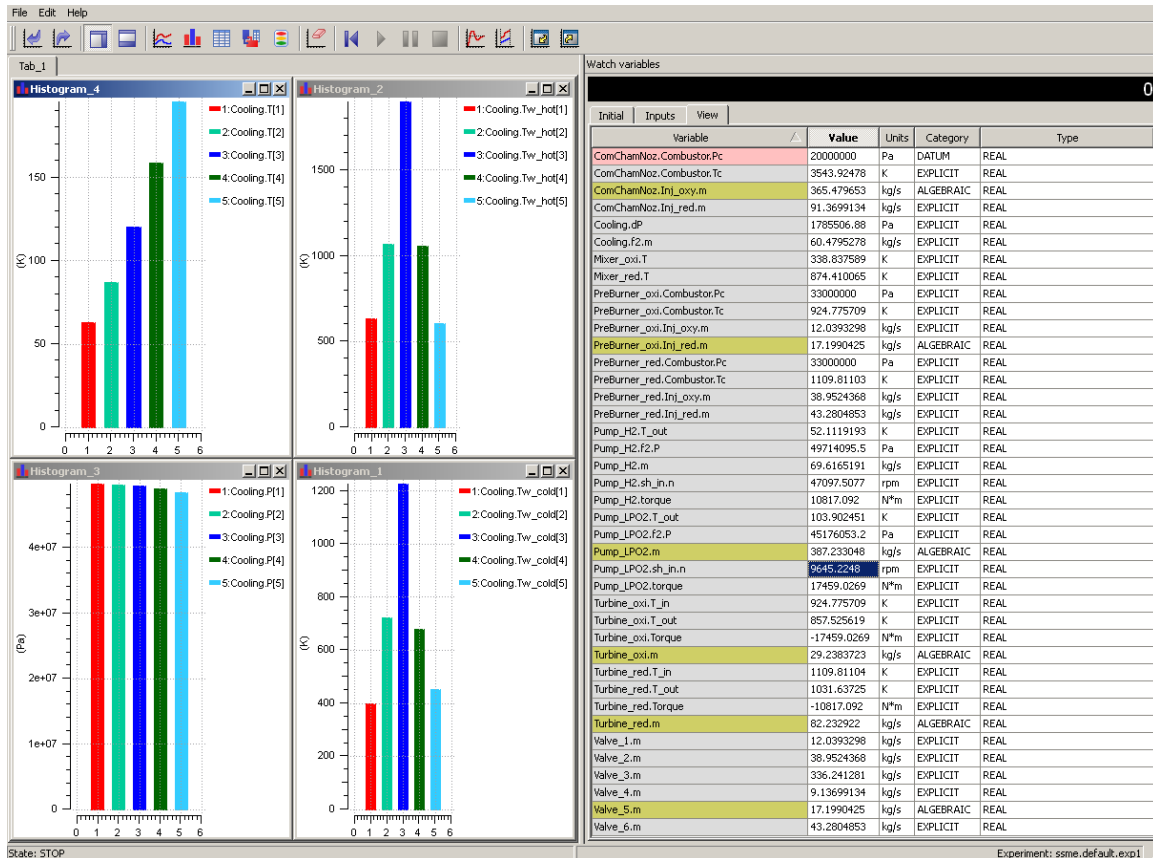 File Edit Help
Tab_1
Histogram_4
(K)
150
100
50
0
0 1 2 3 4 5 6
1:Cooling.T[1]
2:Cooling.T[2]
3:Cooling.T[3]
4:Cooling.T[4]
5:Cooling.T[5]
Histogram_2
(K)
1500
1000
500
0
0 1 2 3 4 5 6
1:Cooling.Tw_hot[1]
2:Cooling.Tw_hot[2]
3:Cooling.Tw_hot[3]
4:Cooling.Tw_hot[4]
5:Cooling.Tw_hot[5]
Histogram_3
(Pa)
4e+07
3e+07
2e+07
1e+07
0
0 1 2 3 4 5 6
1:Cooling.P[1]
2:Cooling.P[2]
3:Cooling.P[3]
4:Cooling.P[4]
5:Cooling.P[5]
Histogram_1
(K)
1200
1000
800
600
400
200
0
0 1 2 3 4 5 6
1:Cooling.Tw_cold[1]
2:Cooling.Tw_cold[2]
3:Cooling.Tw_cold[3]
4:Cooling.Tw_cold[4]
5:Cooling.Tw_cold[5]
Watch variables
0
Initial Inputs View
Variable Value Units Category Type
ComChamNoz.Combustor.Pc 20000000 Pa DATUM REAL
ComChamNoz.Combustor.Tc 3543.92478 K EXPLICIT REAL
ComChamNoz.Inj_oxy.m 365.479653 kg/s ALGEBRAIC REAL
ComChamNoz.Inj_red.m 91.3699134 kg/s EXPLICIT REAL
Cooling.dP 1785506.88 Pa EXPLICIT REAL
Cooling.f2.m 60.4795278 kg/s EXPLICIT REAL
Mixer_oxi.T 338.837589 K EXPLICIT REAL
Mixer_red.T 874.410065 K EXPLICIT REAL
PreBurner_oxi.Combustor.Pc 33000000 Pa EXPLICIT REAL
PreBurner_oxi.Combustor.Tc 924.775709 K EXPLICIT REAL
PreBurner_oxi.Inj_oxy.m 12.0393298 kg/s EXPLICIT REAL
PreBurner_oxi.Inj_red.m 17.1990425 kg/s ALGEBRAIC REAL
PreBurner_red.Combustor.Pc 33000000 Pa EXPLICIT REAL
PreBurner_red.Combustor.Tc 1109.81103 K EXPLICIT REAL
PreBurner_red.Inj_oxy.m 38.9524368 kg/s EXPLICIT REAL
PreBurner_red.Inj_red.m 43.2804853 kg/s EXPLICIT REAL
Pump_H2.T_out 52.1119193 K EXPLICIT REAL
Pump_H2.f2.P 49714095.5 Pa EXPLICIT REAL
Pump_H2.m 69.6165191 kg/s EXPLICIT REAL
Pump_H2.sh_in.n 47097.5077 rpm EXPLICIT REAL
Pump_H2.torque 10817.092 N*m EXPLICIT REAL
Pump_LPO2.T_out 103.902451 K EXPLICIT REAL
Pump_LPO2.f2.P 45176053.2 Pa EXPLICIT REAL
Pump_LPO2.m 387.233048 kg/s ALGEBRAIC REAL
Pump_LPO2.sh_in.n 9645.2248 rpm EXPLICIT REAL
Pump_LPO2.torque 17459.0269 N*m EXPLICIT REAL
Turbine_oxi.T_in 924.775709 K EXPLICIT REAL
Turbine_oxi.T_out 857.525619 K EXPLICIT REAL
Turbine_oxi.Torque -17459.0269 N*m EXPLICIT REAL
Turbine_oxi.m 29.2383723 kg/s ALGEBRAIC REAL
Turbine_red.T_in 1109.81104 K EXPLICIT REAL
Turbine_red.T_out 1031.63725 K EXPLICIT REAL
Turbine_red.Torque -10817.092 N*m EXPLICIT REAL
Turbine_red.m 82.232922 kg/s ALGEBRAIC REAL
Valve_1.m 12.0393298 kg/s EXPLICIT REAL
Valve_2.m 38.9524368 kg/s EXPLICIT REAL
Valve_3.m 336.241281 kg/s EXPLICIT REAL
Valve_4.m 9.13699134 kg/s EXPLICIT REAL
Valve_5.m 17.1990425 kg/s ALGEBRAIC REAL
Valve_6.m 43.2804853 kg/s EXPLICIT REAL
State: STOP
Experiment: ssme.default.exp1